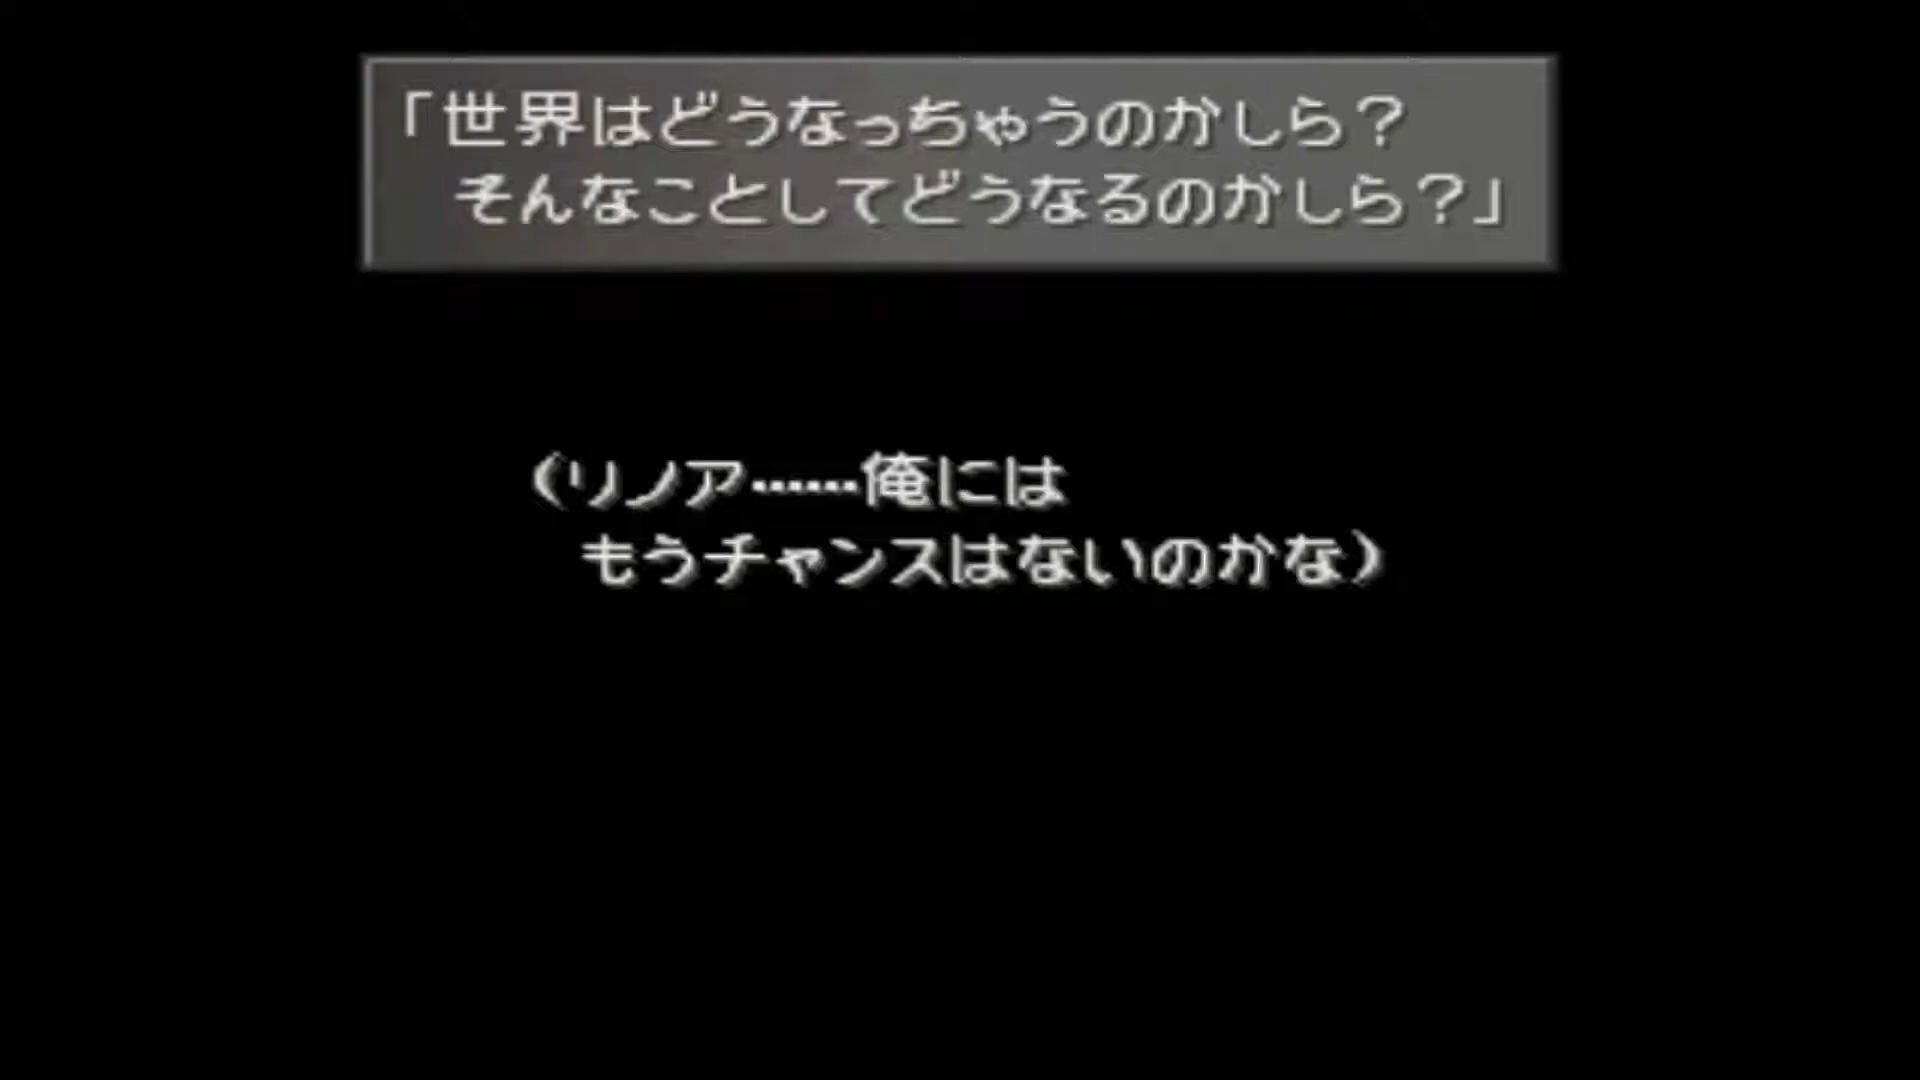 「世界はどうなっちゃうのかしら？
そんなことしてどうなるのかしら？」
（リノア……俺には
もうチャンスはないのかな）